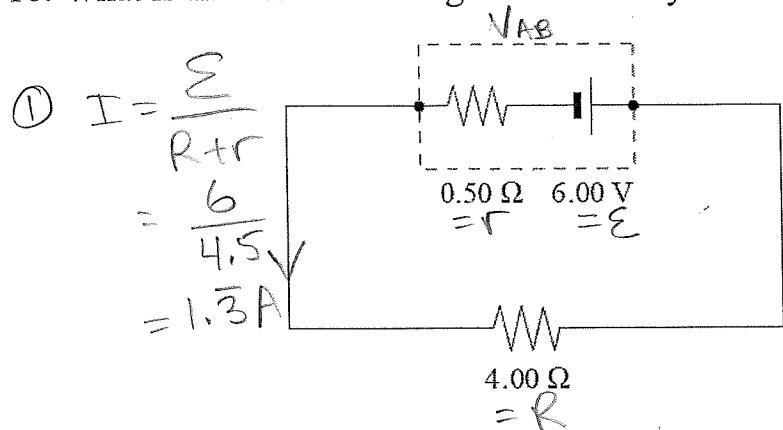 V_AB
① I = ℰ / (R + r)
= 6 / 4.5
= 1.3̅ A
0.50 Ω 6.00 V
= r = ℰ
4.00 Ω
= R